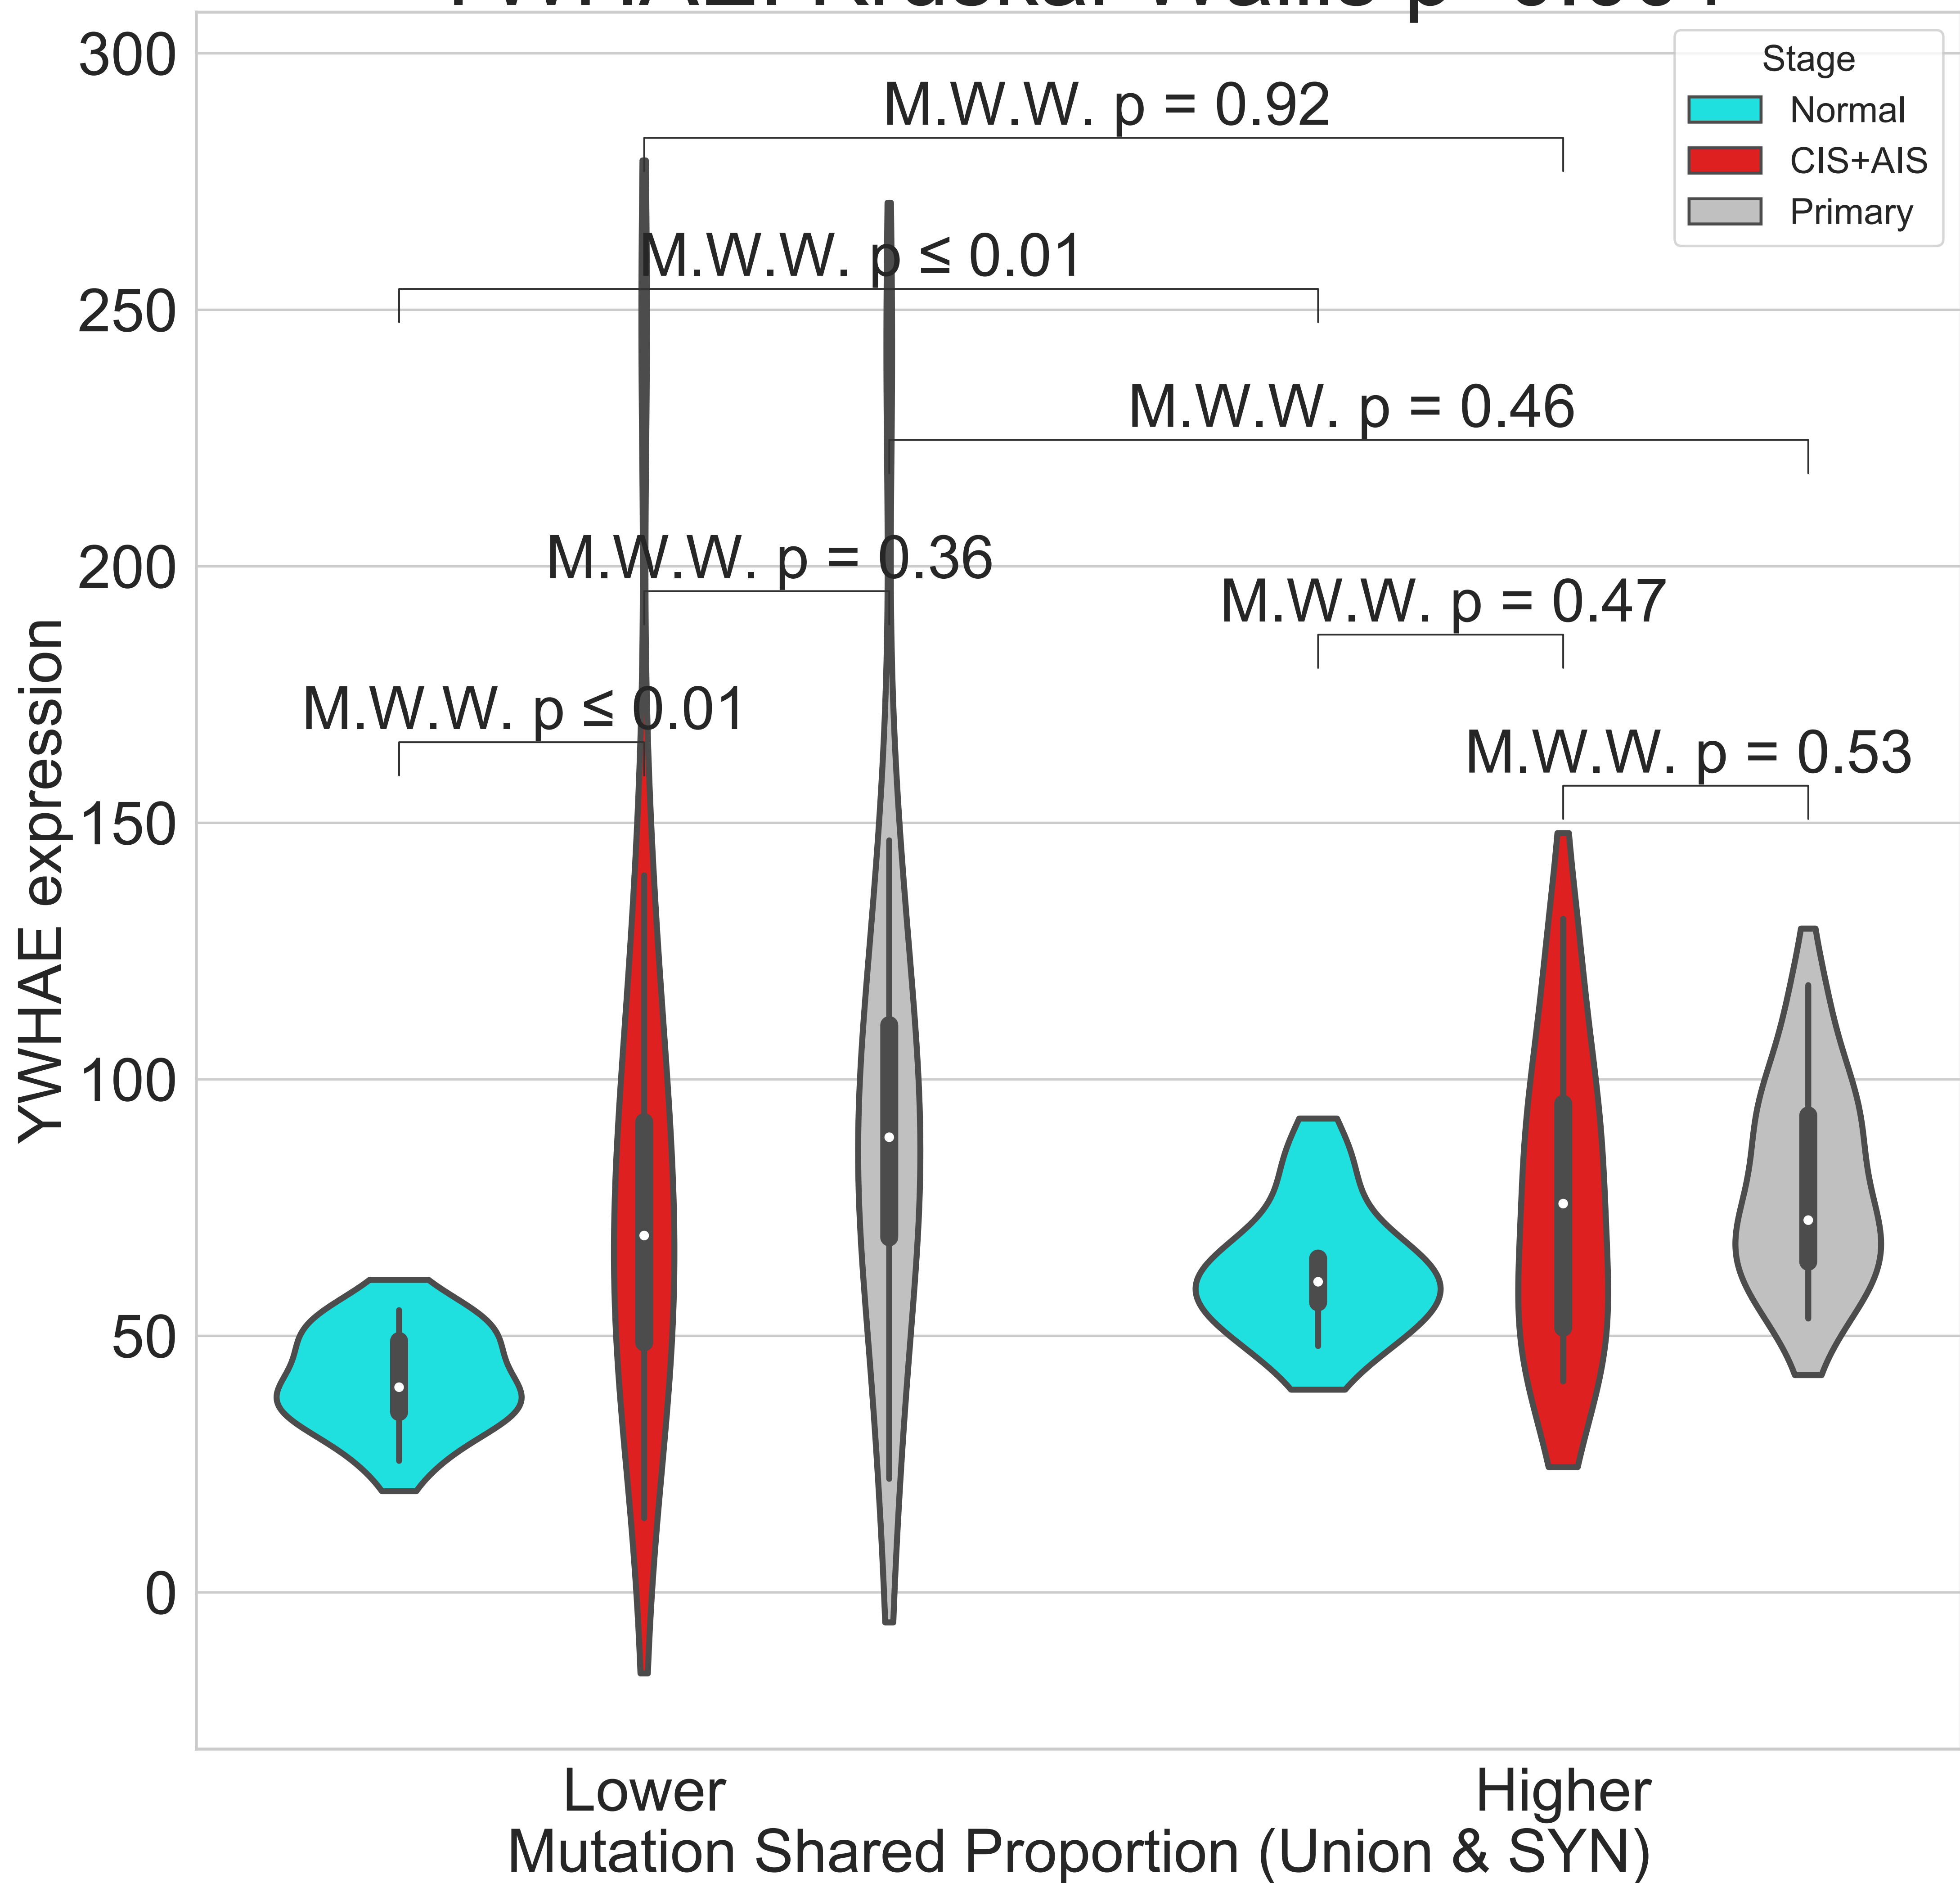 300
Stage
Normal
CIS+AIS
Primary
M.W.W. p = 0.92
M.W.W. p ≤ 0.01
250
M.W.W. p = 0.46
200
M.W.W. p = 0.36
M.W.W. p = 0.47
M.W.W. p ≤ 0.01
M.W.W. p = 0.53
150
YWHAE expression
100
50
0
Lower
Higher
Mutation Shared Proportion (Union & SYN)